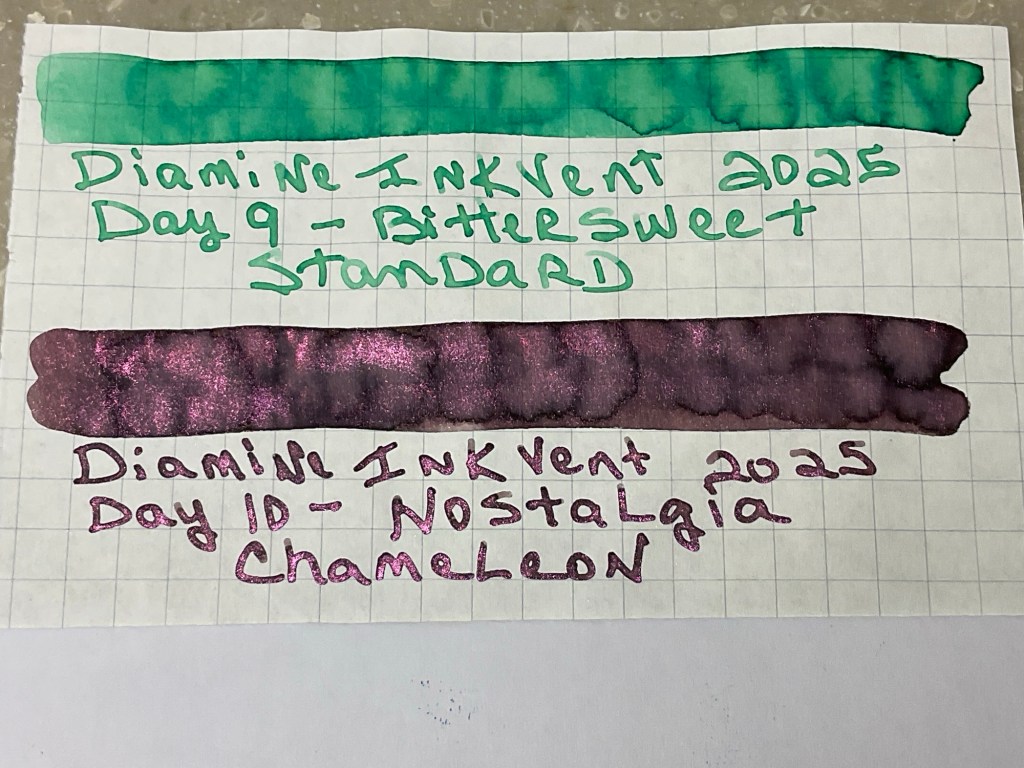 Diamine Inkvent 2025
Day 9 - Bittersweet
Standard
Diamine Inkvent 2025
Day 10 - Nostalgia
Chameleon